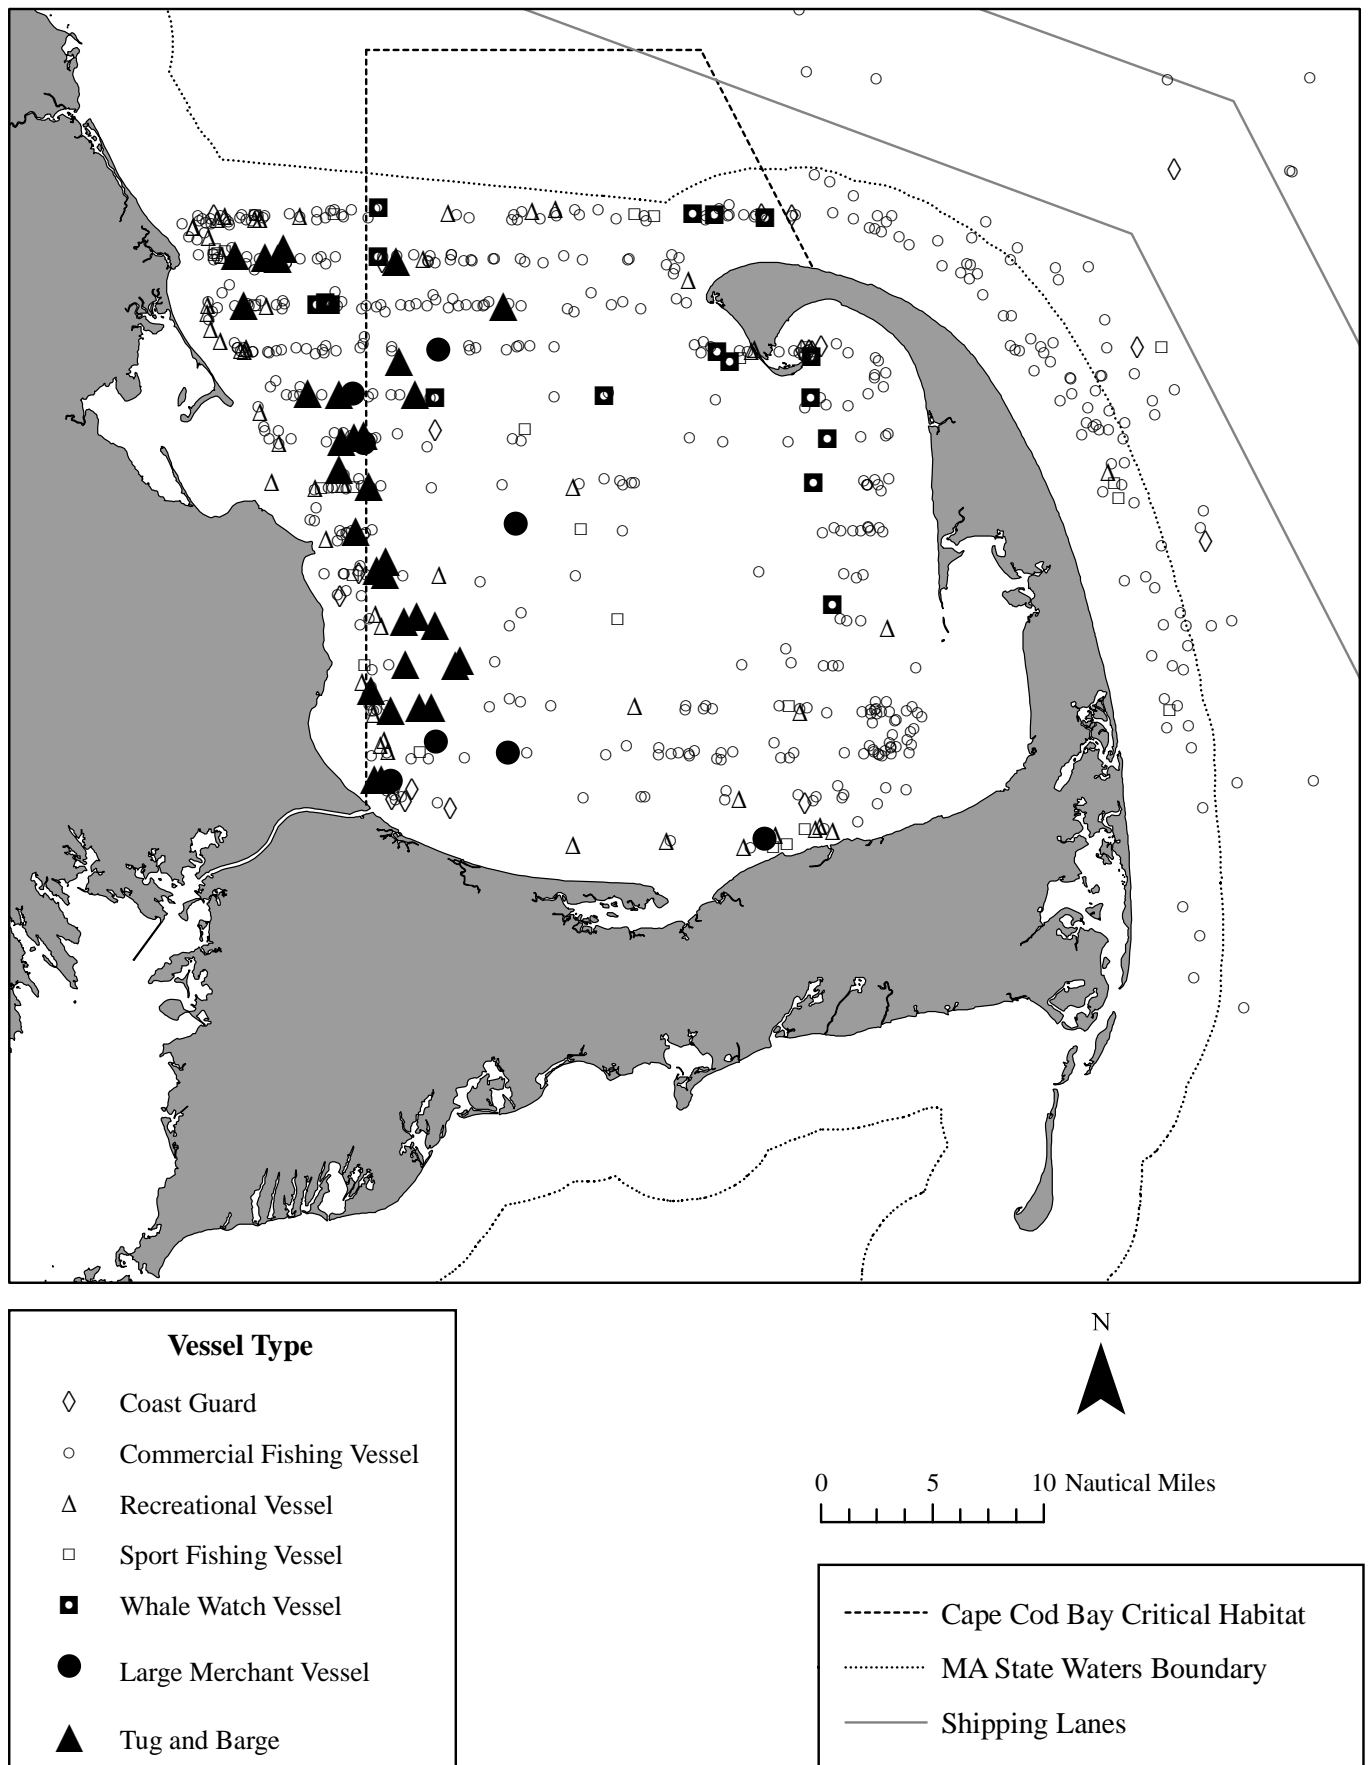 Vessel Type
Coast Guard
Commercial Fishing Vessel
Recreational Vessel
Sport Fishing Vessel
Whale Watch Vessel
Large Merchant Vessel
Tug and Barge
N
0 5 10 Nautical Miles
Cape Cod Bay Critical Habitat
MA State Waters Boundary
Shipping Lanes